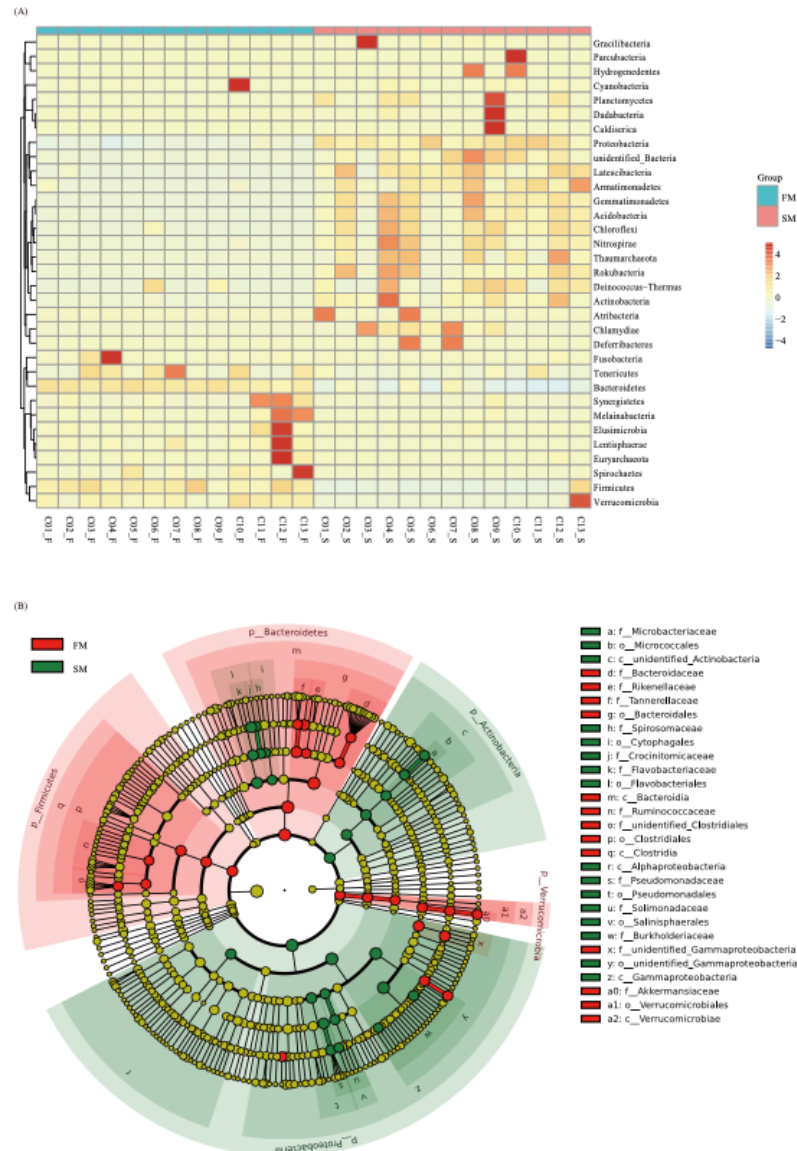 (A)
Gracilibacteria
Parcubacteria
Hydrogenedentes
Cyanobacteria
Planctomycetes
Dadabacteria
Caldiserica
Proteobacteria
unidentified_Bacteria
Latescibacteria
Armatimonadetes
Gemmatimonadetes
Acidobacteria
Chloroflexi
Nitrospirae
Thaumarchaeota
Rokubacteria
Deinococcus-Thermus
Actinobacteria
Atribacteria
Chlamydiae
Deferribacteres
Fusobacteria
Tenericutes
Bacteroidetes
Synergistetes
Melainabacteria
Elusimicrobia
Lentisphaerae
Euryarchaeota
Spirochaetes
Firmicutes
Verrucomicrobia
Group
FM
SM
4
2
0
−2
−4
C01_F
C02_F
C03_F
C04_F
C05_F
C06_F
C07_F
C08_F
C09_F
C10_F
C11_F
C12_F
C13_F
C01_S
C02_S
C03_S
C04_S
C05_S
C06_S
C07_S
C08_S
C09_S
C10_S
C11_S
C12_S
C13_S
(B)
FM
SM
p__Bacteroidetes
m
l
i
k
j
h
f
e
g
d
p__Actinobacteria
c
b
a
p__Firmicutes
q
p
n
o
p__Verrucomicrobia
a0
a1
a2
x
y
w
z
v
u
s
t
r
p__Proteobacteria
a: f__Microbacteriaceae
b: o__Micrococcales
c: c__unidentified_Actinobacteria
d: f__Bacteroidaceae
e: f__Rikenellaceae
f: f__Tannerellaceae
g: o__Bacteroidales
h: f__Spirosomaceae
i: o__Cytophagales
j: f__Crocinitomicaceae
k: f__Flavobacteriaceae
l: o__Flavobacteriales
m: c__Bacteroidia
n: f__Ruminococcaceae
o: f__unidentified_Clostridiales
p: o__Clostridiales
q: c__Clostridia
r: c__Alphaproteobacteria
s: f__Pseudomonadaceae
t: o__Pseudomonadales
u: f__Solimonadaceae
v: o__Salinisphaerales
w: f__Burkholderiaceae
x: f__unidentified_Gammaproteobacteria
y: o__unidentified_Gammaproteobacteria
z: c__Gammaproteobacteria
a0: f__Akkermansiaceae
a1: o__Verrucomicrobiales
a2: c__Verrucomicrobiae